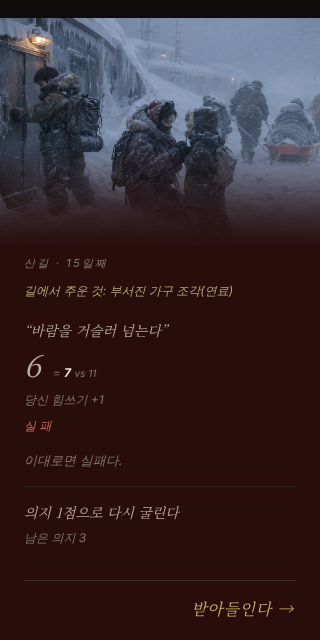 산길 · 15일째
길에서 주운 것: 부서진 가구 조각(연료)
“바람을 거슬러 넘는다”
6 = 7 vs 11
당신 힘쓰기 +1
실패
이대로면 실패다.
의지 1점으로 다시 굴린다
남은 의지 3
받아들인다 →